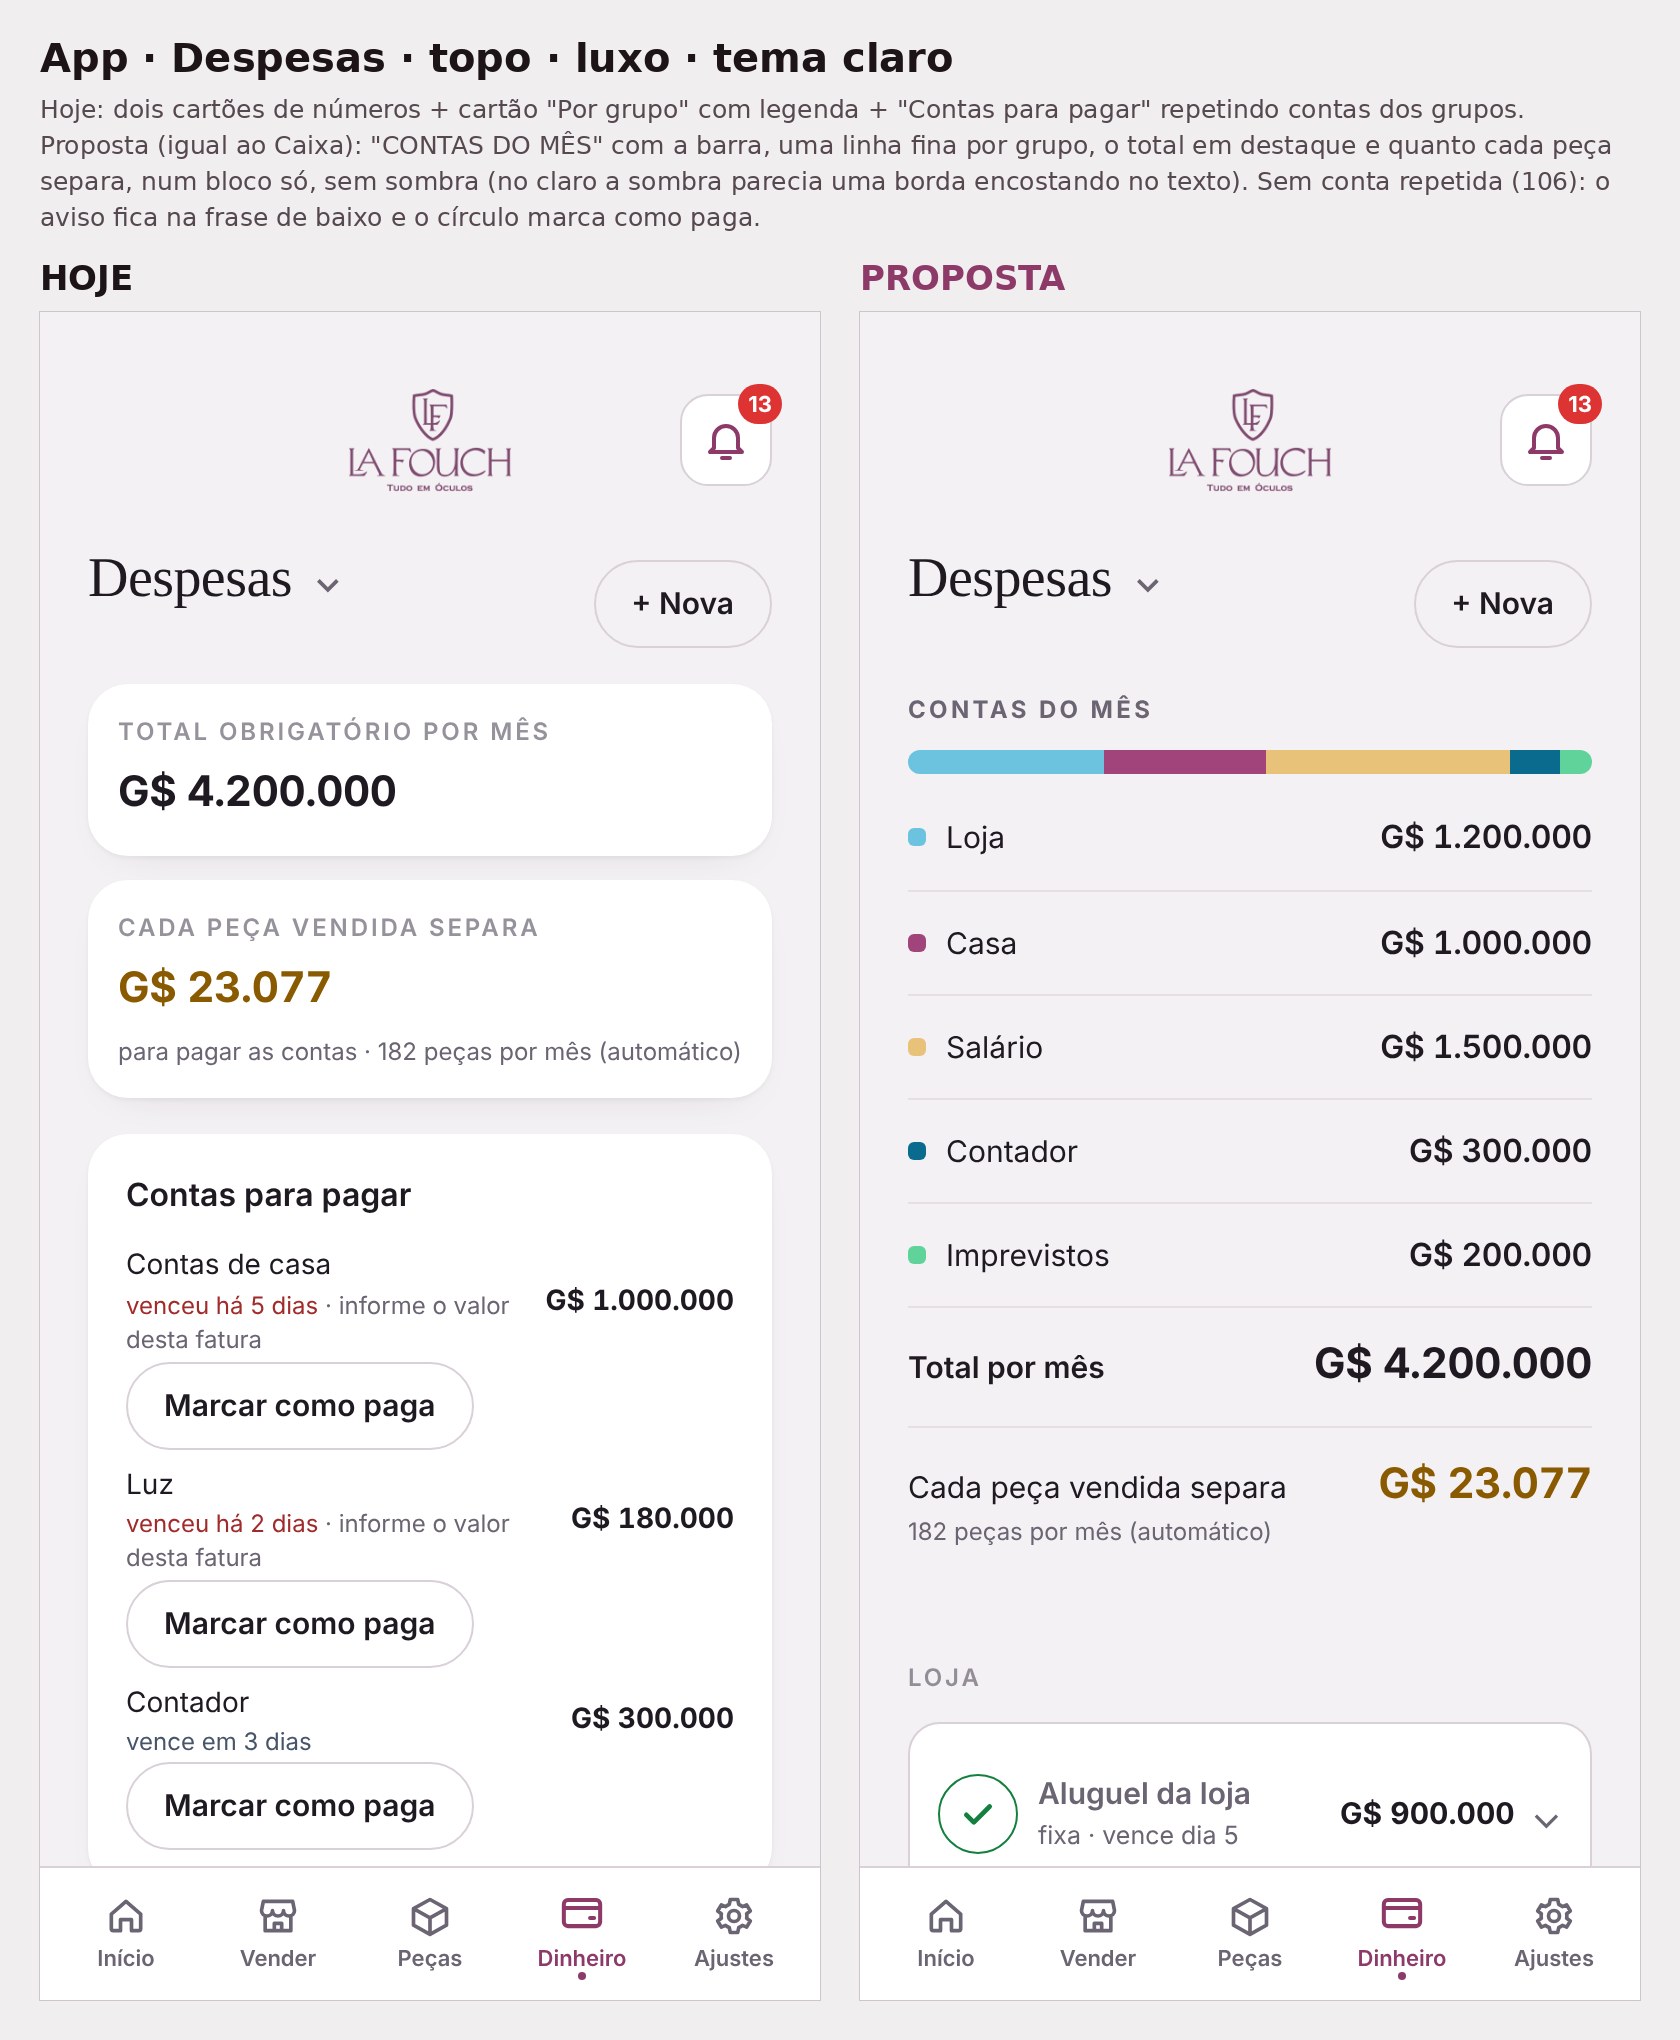 App · Despesas · topo · luxo · tema claro
Hoje: dois cartões de números + cartão "Por grupo" com legenda + "Contas para pagar" repetindo contas dos grupos.
Proposta (igual ao Caixa): "CONTAS DO MÊS" com a barra, uma linha fina por grupo, o total em destaque e quanto cada peça
separa, num bloco só, sem sombra (no claro a sombra parecia uma borda encostando no texto). Sem conta repetida (106): o
aviso fica na frase de baixo e o círculo marca como paga.
HOJE
LF
LA FOUCH
TUDO EM ÓCULOS
13
Despesas
+ Nova
TOTAL OBRIGATÓRIO POR MÊS
G$ 4.200.000
CADA PEÇA VENDIDA SEPARA
G$ 23.077
para pagar as contas · 182 peças por mês (automático)
Contas para pagar
Contas de casa
venceu há 5 dias · informe o valor
desta fatura
G$ 1.000.000
Marcar como paga
Luz
venceu há 2 dias · informe o valor
desta fatura
G$ 180.000
Marcar como paga
Contador
vence em 3 dias
G$ 300.000
Marcar como paga
Início
Vender
Peças
Dinheiro
Ajustes
PROPOSTA
LF
LA FOUCH
TUDO EM ÓCULOS
13
Despesas
+ Nova
CONTAS DO MÊS
Loja G$ 1.200.000
Casa G$ 1.000.000
Salário G$ 1.500.000
Contador G$ 300.000
Imprevistos G$ 200.000
Total por mês G$ 4.200.000
Cada peça vendida separa G$ 23.077
182 peças por mês (automático)
LOJA
Aluguel da loja
fixa · vence dia 5
G$ 900.000
Início
Vender
Peças
Dinheiro
Ajustes